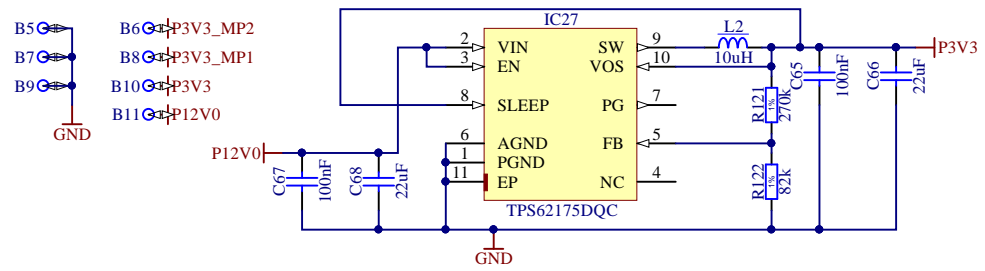 B5
B7
B9
GND
B6 P3V3_MP2
B8 P3V3_MP1
B10 P3V3
B11 P12V0
P12V0
C67 100nF
C68 22uF
IC27
2 VIN
3 EN
8 SLEEP
6 AGND
1 PGND
11 EP
SW 9
VOS 10
PG 7
FB 5
NC 4
TPS62175DQC
GND
L2
10uH
R121 1% 270k
R122 1% 82k
C65 100nF
C66 22uF
P3V3